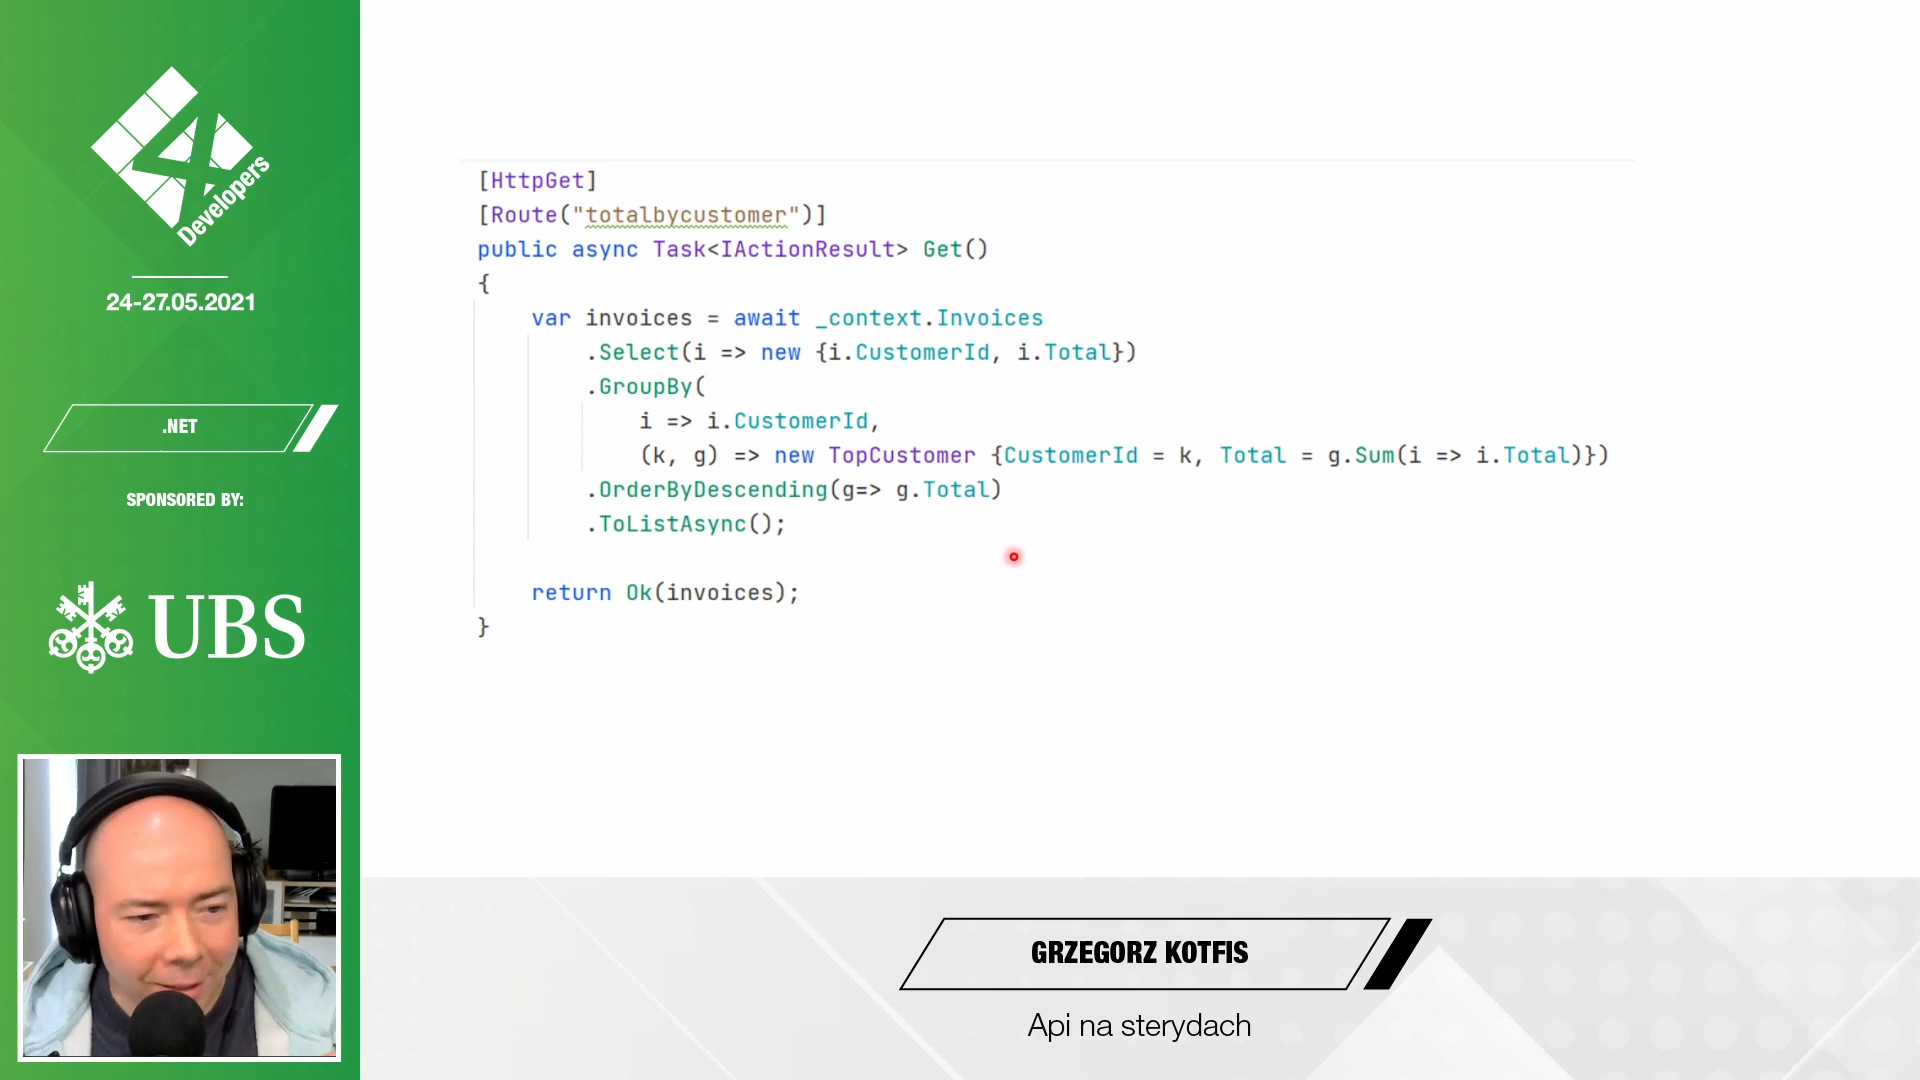 4
Developers
24-27.05.2021
.NET
SPONSORED BY:
UBS
[HttpGet]
[Route("totalbycustomer")]
public async Task<IActionResult> Get()
{
var invoices = await _context.Invoices
.Select(i => new {i.CustomerId, i.Total})
.GroupBy(
i => i.CustomerId,
(k, g) => new TopCustomer {CustomerId = k, Total = g.Sum(i => i.Total)})
.OrderByDescending(g=> g.Total)
.ToListAsync();
return Ok(invoices);
}
GRZEGORZ KOTFIS
Api na sterydach